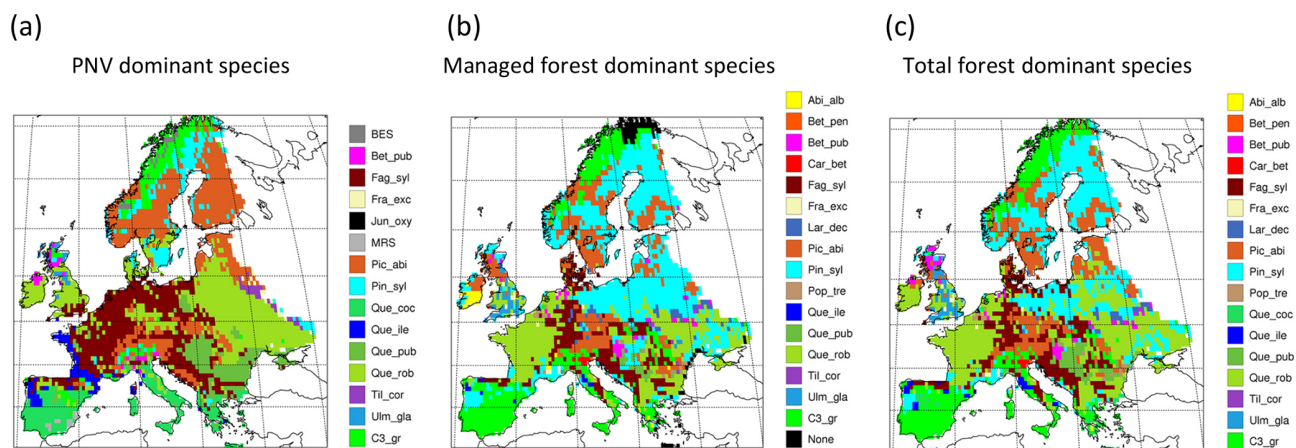 (a)
PNV dominant species
BES
Bet_pub
Fag_syl
Fra_exc
Jun_oxy
MRS
Pic_abi
Pin_syl
Que_coc
Que_ile
Que_pub
Que_rob
Til_cor
Ulm_gla
C3_gr
(b)
Managed forest dominant species
Abi_alb
Bet_pen
Bet_pub
Car_bet
Fag_syl
Fra_exc
Lar_dec
Pic_abi
Pin_syl
Pop_tre
Que_ile
Que_pub
Que_rob
Til_cor
Ulm_gla
C3_gr
None
(c)
Total forest dominant species
Abi_alb
Bet_pen
Bet_pub
Car_bet
Fag_syl
Fra_exc
Lar_dec
Pic_abi
Pin_syl
Pop_tre
Que_coc
Que_ile
Que_pub
Que_rob
Til_cor
Ulm_gla
C3_gr